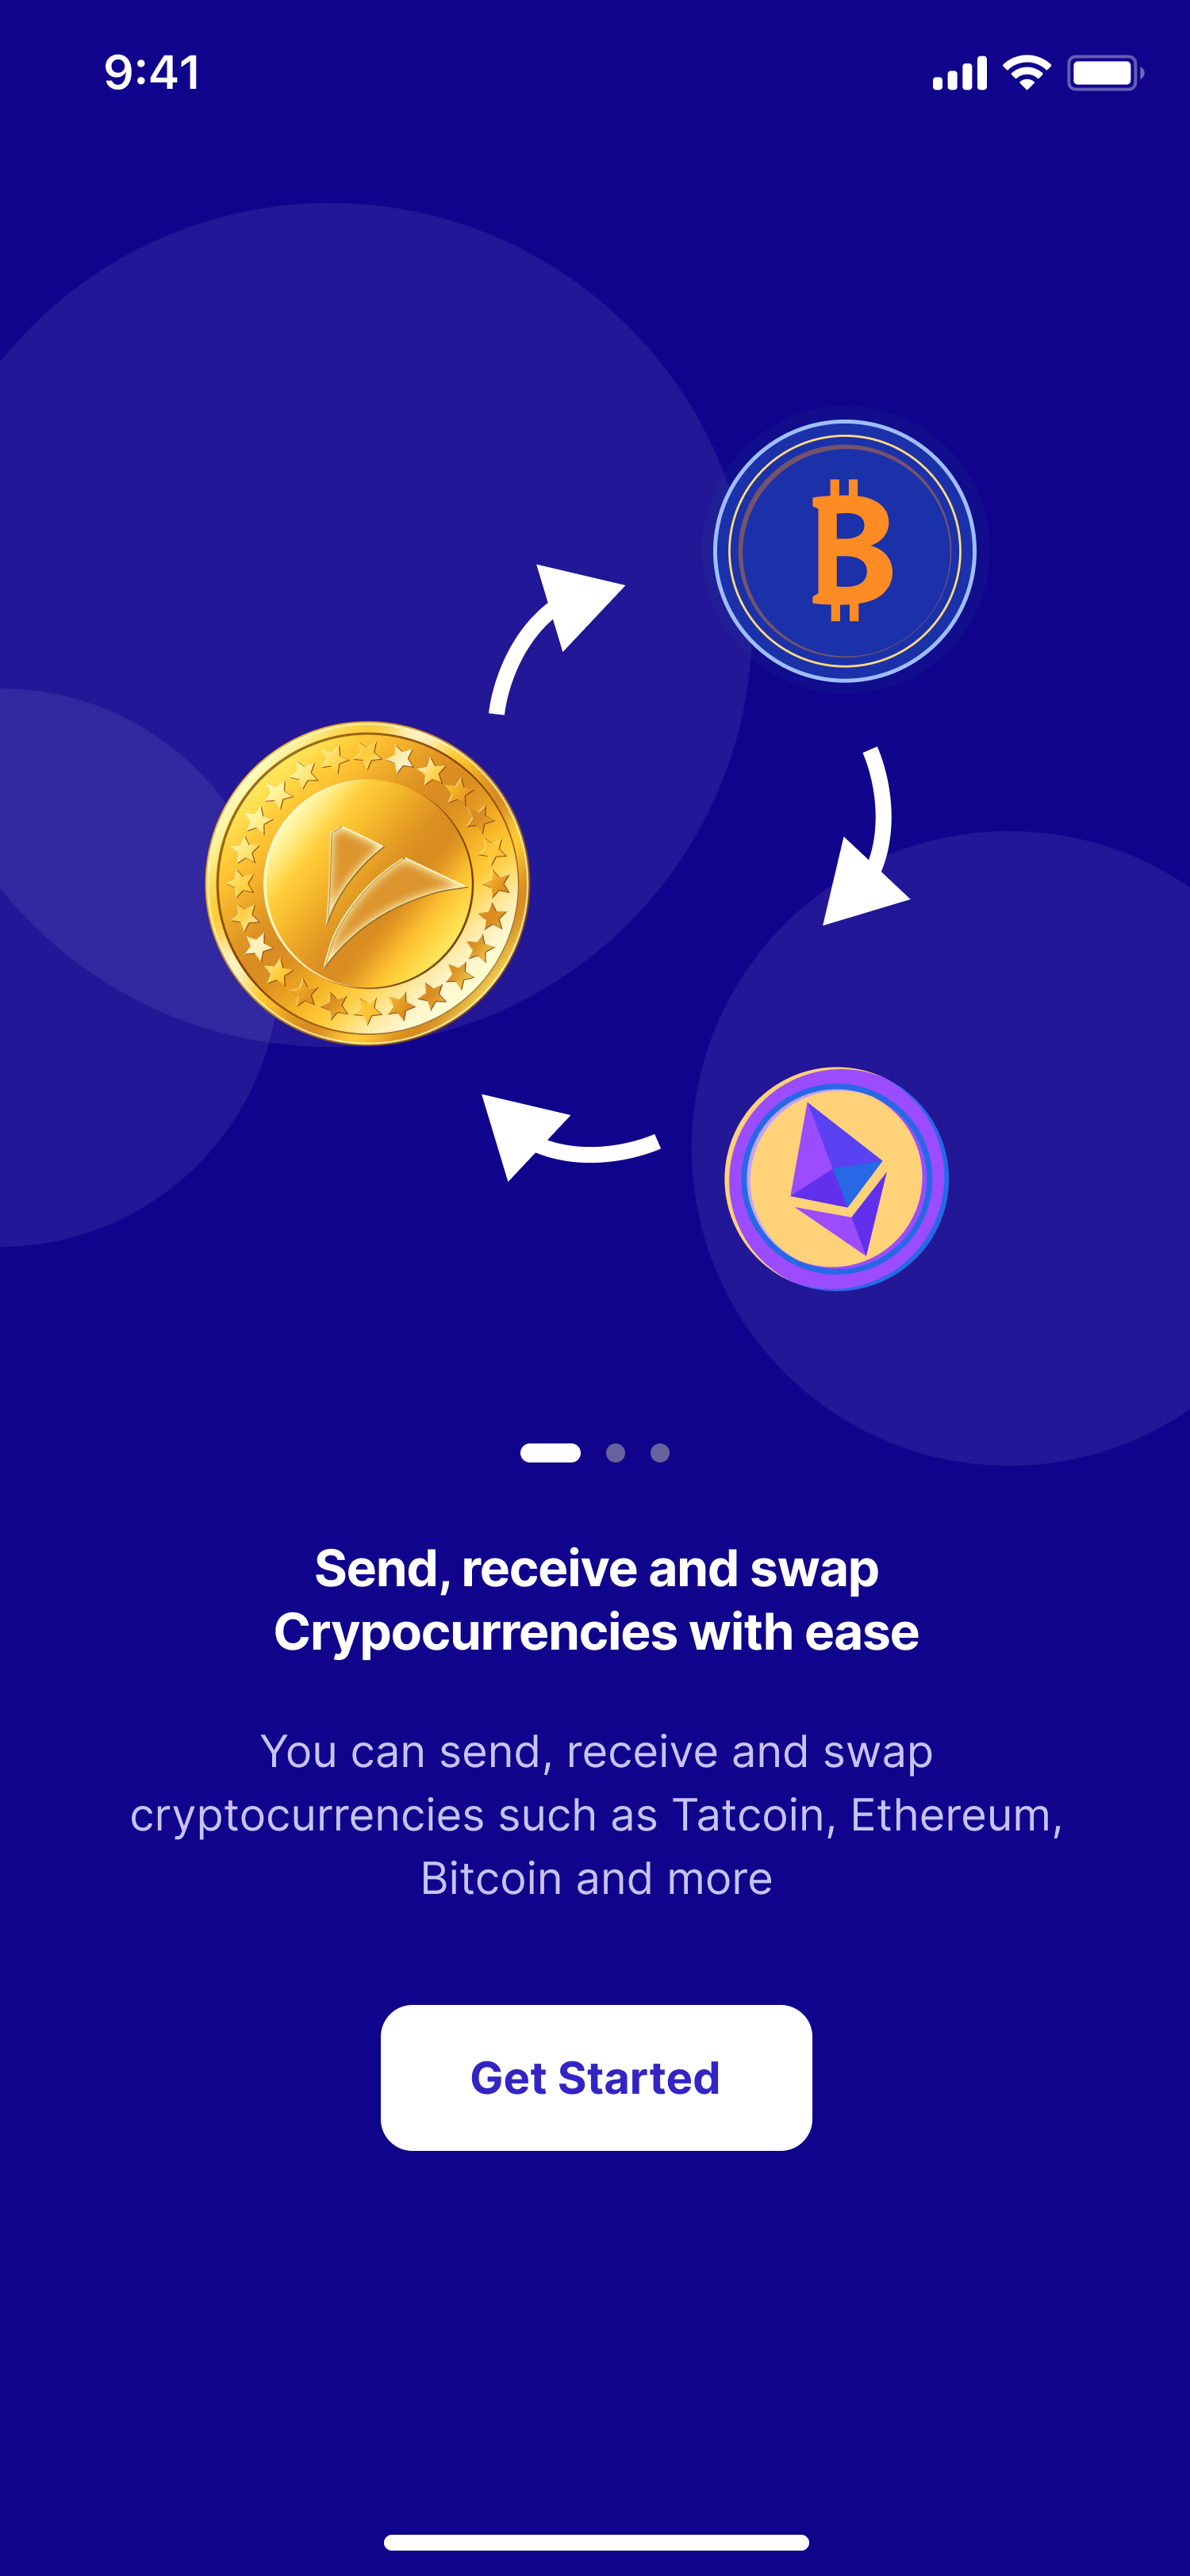 9:41
Send, receive and swap
Crypocurrencies with ease
You can send, receive and swap
cryptocurrencies such as Tatcoin, Ethereum,
Bitcoin and more
Get Started